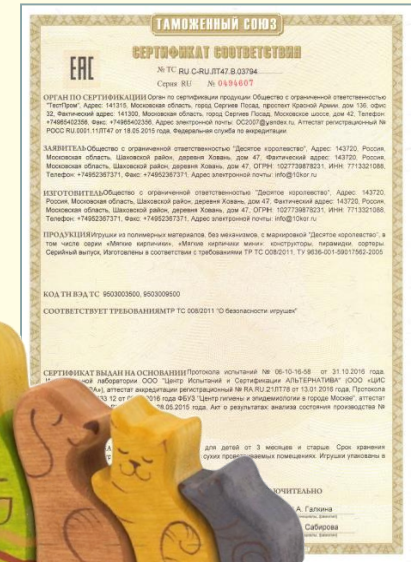 ТАМОЖЕННЫЙ СОЮЗ
СЕРТИФИКАТ СООТВЕТСТВИЯ
ЕАС
№ ТС RU C-RU.ЛТ47.В.03794
Серия RU № 0494607
ОРГАН ПО СЕРТИФИКАЦИИ Орган по сертификации продукции Общество с ограниченной ответственностью
"ТестПром", Адрес: 141315, Московская область, город Сергиев Посад, проспект Красной Армии, дом 136, офис
32, Фактический адрес: 141300, Московская область, город Сергиев Посад, Московское шоссе, дом 42, Телефон:
+74965402356, Факс: +74965402356, Адрес электронной почты: ОС2007@yandex.ru. Аттестат регистрационный №
РОСС RU.0001.11ЛТ47 от 18.05.2015 года, Федеральная служба по аккредитации
ЗАЯВИТЕЛЬ Общество с ограниченной ответственностью "Десятое королевство", Адрес: 143720, Россия,
Московская область, Шаховской район, деревня Ховань, дом 47, Фактический адрес: 143720, Россия,
Московская область, Шаховской район, деревня Ховань, дом 47, ОГРН: 1027739878231, ИНН: 7713321088,
Телефон: +74952367371, Факс: +74952367371, Адрес электронной почты: info@10kor.ru
ИЗГОТОВИТЕЛЬ Общество с ограниченной ответственностью "Десятое королевство", Адрес: 143720,
Россия, Московская область, Шаховской район, деревня Ховань, дом 47, Фактический адрес: 143720, Россия,
Московская область, Шаховской район, деревня Ховань, дом 47, ОГРН: 1027739878231, ИНН: 7713321088,
Телефон: +74952367371, Факс: +74952367371, Адрес электронной почты: info@10kor.ru
ПРОДУКЦИЯ Игрушки из полимерных материалов, без механизмов, с маркировкой "Десятое королевство", в
том числе серии «Мягкие кирпичики», «Мягкие кирпичики мини»: конструкторы, пирамидки, сортеры.
Серийный выпуск, Изготовлены в соответствии с требованиями ТР ТС 008/2011, ТУ 9636-001-59017562-2005
КОД ТН ВЭД ТС 9503003500, 9503009500
СООТВЕТСТВУЕТ ТРЕБОВАНИЯМ ТР ТС 008/2011 "О безопасности игрушек"
СЕРТИФИКАТ ВЫДАН НА ОСНОВАНИИ Протокола испытаний № 06-10-16-58 от 31.10.2016 года,
ной лаборатории ООО "Центр Испытаний и Сертификации АЛЬТЕРНАТИВА" (ООО «ЦИС
аттестат аккредитации регистрационный № RA.RU.21ЛТ78 от 13.01.2016 года, Протокола
2016 года ФБУЗ "Центр гигиены и эпидемиологии в городе Москве", аттестат
05.2015 года, Акт о результатах анализа состояния производства №
для детей от 3 месяцев и старше. Срок хранения
помещениях. Игрушки упакованы в
А. Галкина
Сабирова